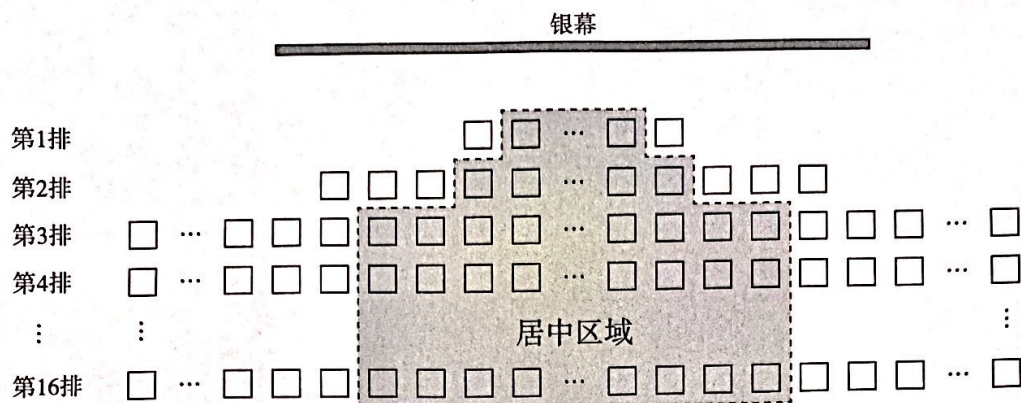 银幕
第1排
…
第2排
…
第3排
… … …
第4排
… … …
⋮ ⋮ 居中区域 ⋮
第16排
… … …